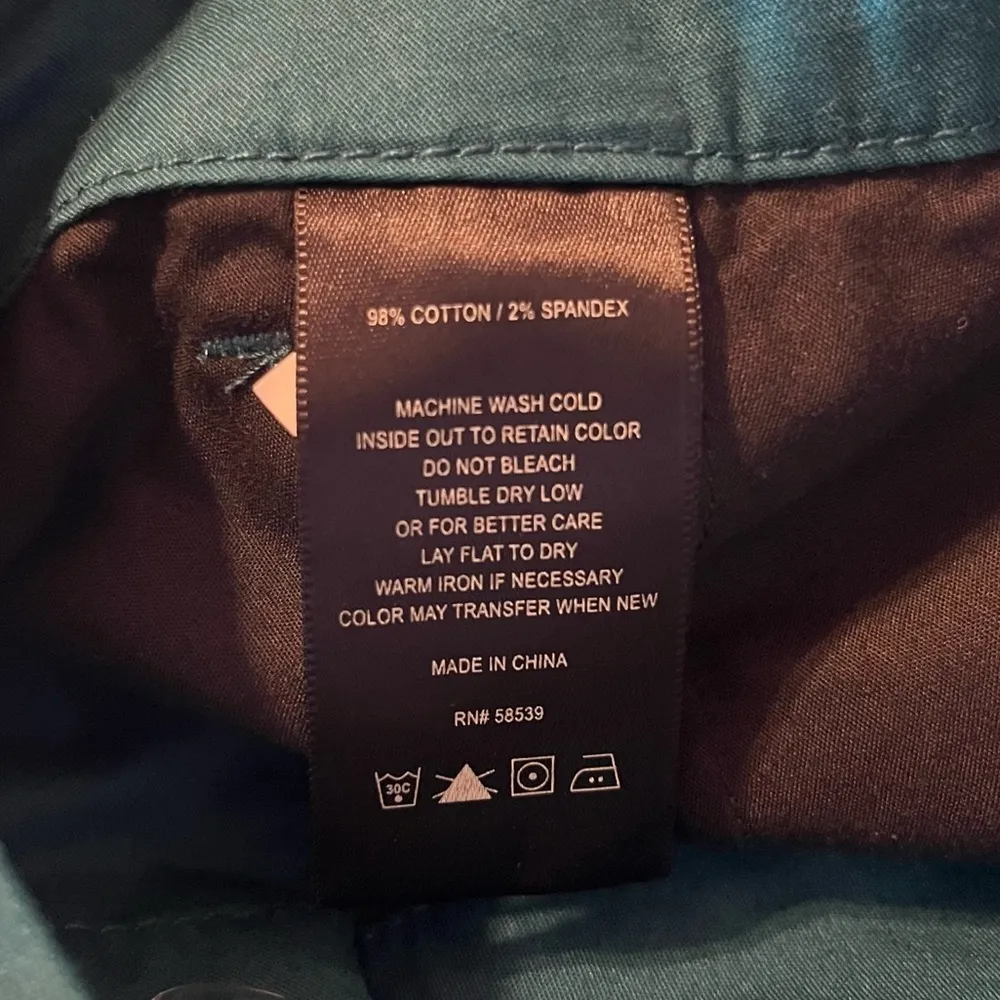 98% COTTON / 2% SPANDEX
MACHINE WASH COLD
INSIDE OUT TO RETAIN COLOR
DO NOT BLEACH
TUMBLE DRY LOW
OR FOR BETTER CARE
LAY FLAT TO DRY
WARM IRON IF NECESSARY
COLOR MAY TRANSFER WHEN NEW
MADE IN CHINA
RN# 58539
30C